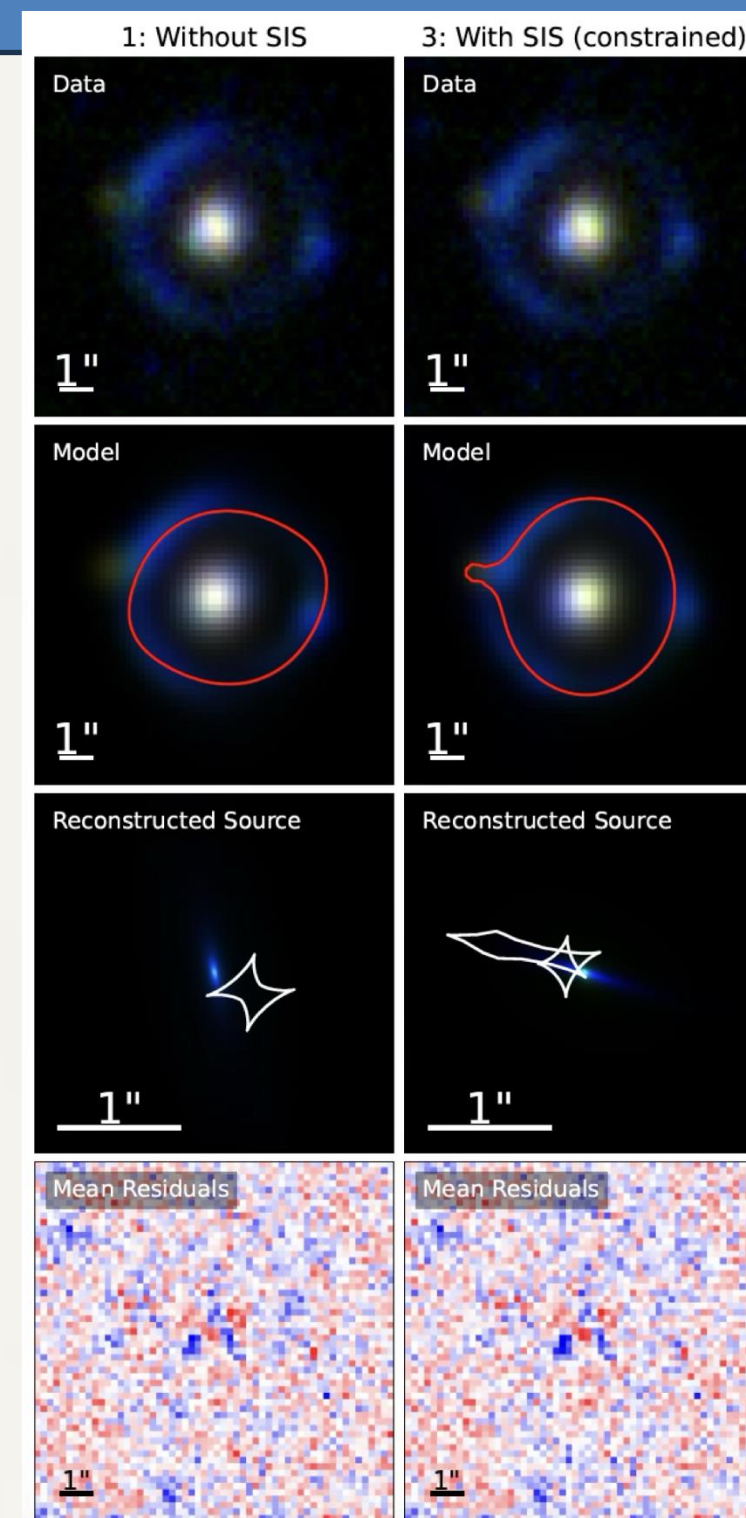 1: Without SIS
3: With SIS (constrained)
Data
Data
1"
1"
Model
Model
1"
1"
Reconstructed Source
Reconstructed Source
1"
1"
Mean Residuals
Mean Residuals
1"
1"